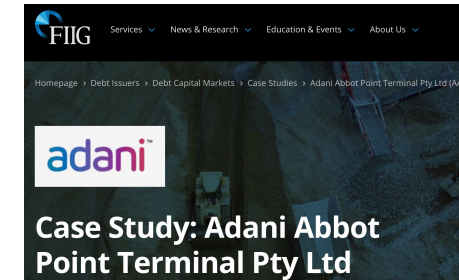 FIIG
Services News & Research Education & Events About Us
Homepage > Debt Issuers > Debt Capital Markets > Case Studies > Adani Abbot Point Terminal Pty Ltd
adani™
Case Study: Adani Abbot
Point Terminal Pty Ltd